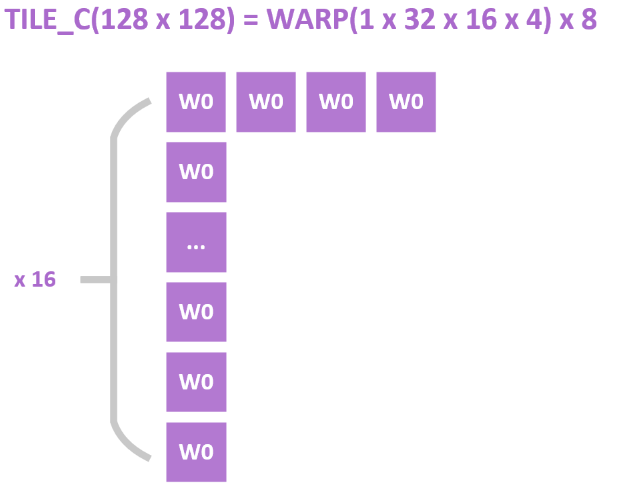 TILE_C(128 x 128) = WARP(1 x 32 x 16 x 4) x 8
W0 W0 W0 W0
W0
...
x 16
W0
W0
W0